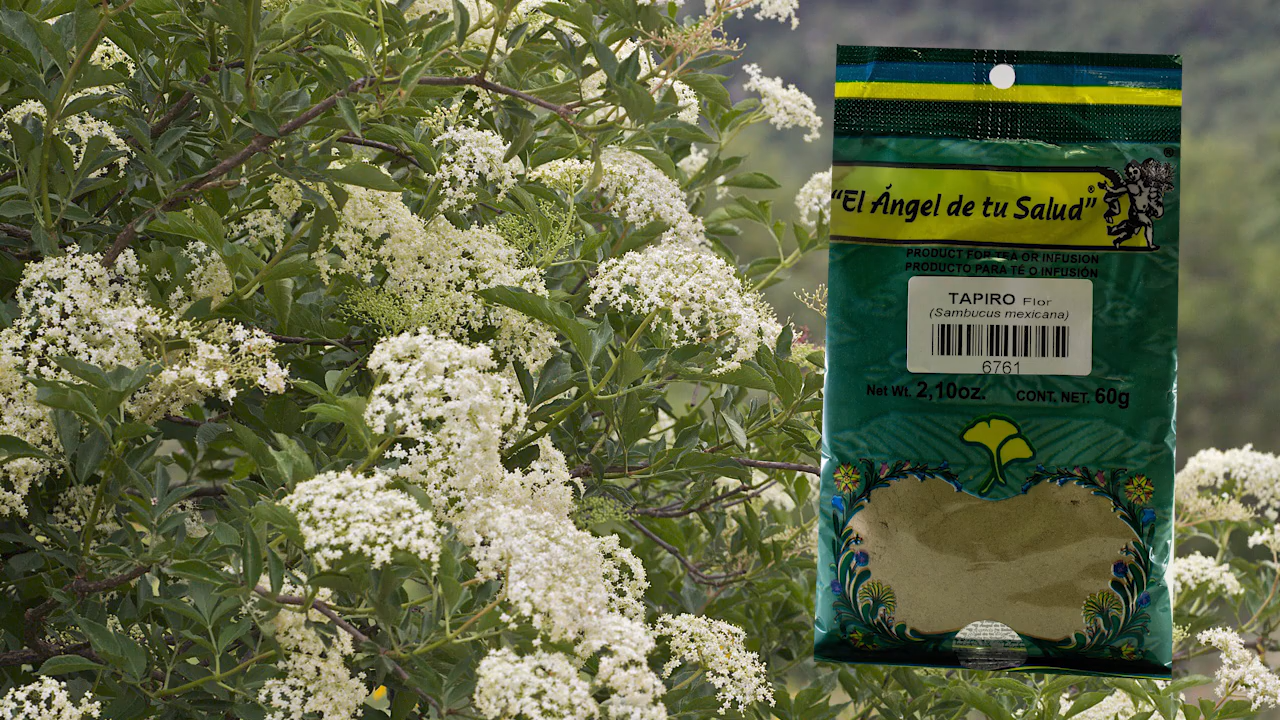 "El Ángel de tu Salud"®
PRODUCT FOR TEA OR INFUSION
PRODUCTO PARA TÉ O INFUSIÓN
TAPIRO Flor
(Sambucus mexicana)
6761
Net Wt. 2,10oz. CONT. NET. 60g